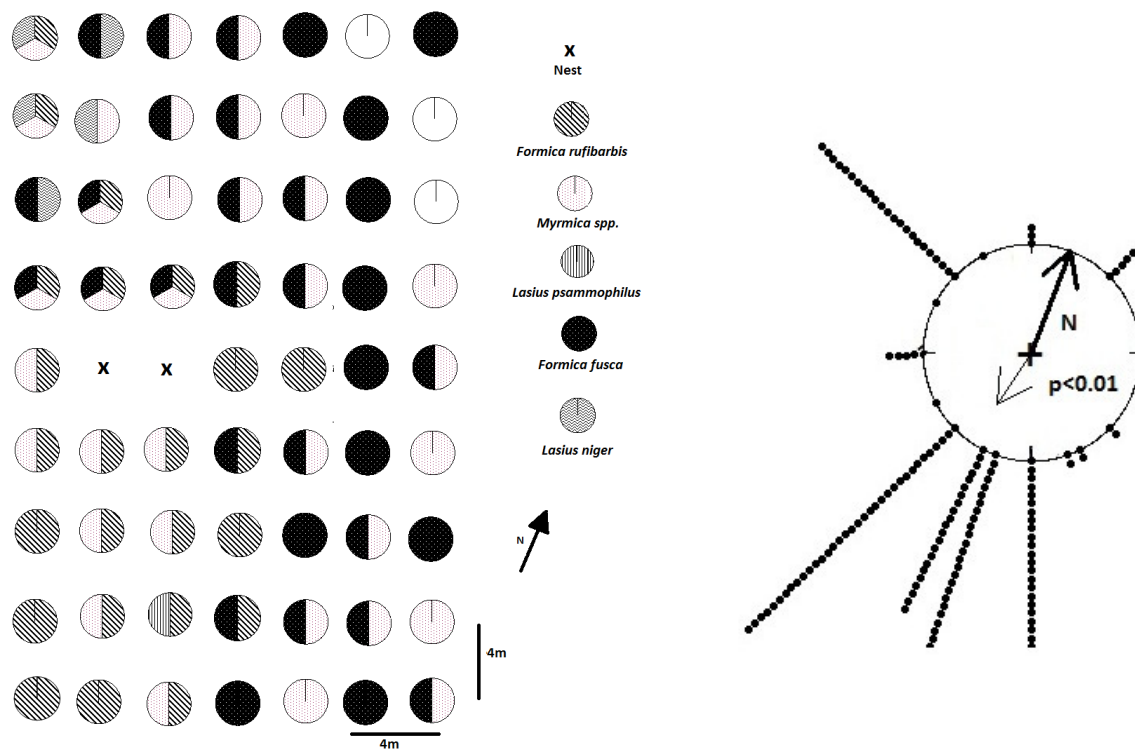 x
Nest
Formica rufibarbis
Myrmica spp.
Lasius psammophilus
Formica fusca
x x
Lasius niger
N
4m
4m
N
p<0.01